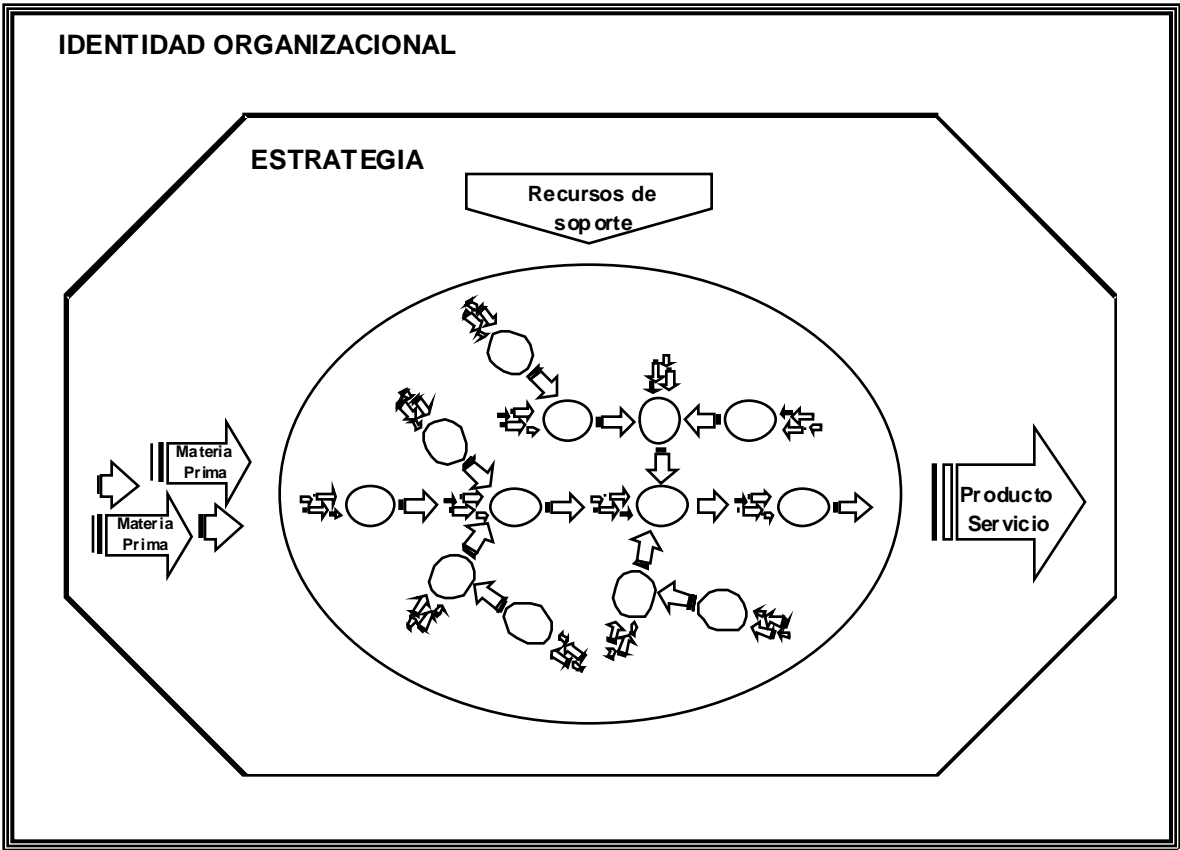 IDENTIDAD ORGANIZACIONAL
ESTRATEGIA
Recursos de
soporte
Materia
Prima
Materia
Prima
Producto
Servicio